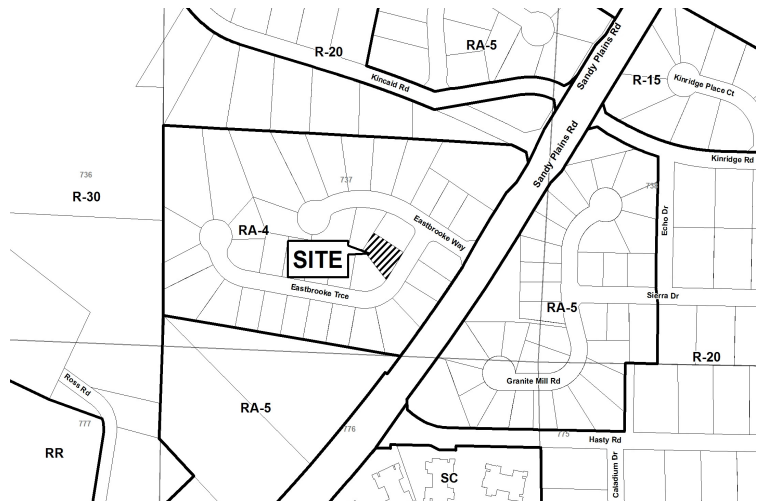 R-20
RA-5
Sandy Plains Rd
Kincaid Rd
R-15
Kinridge Place Ct
Kinridge Rd
Sandy Plains Rd
736
737
738
R-30
RA-4
Eastbrooke Way
Echo Dr
SITE
Eastbrooke Trce
Sierra Dr
RA-5
R-20
Granite Mill Rd
Ross Rd
RA-5
777
776
775
Hasty Rd
RR
SC
Caladium Dr